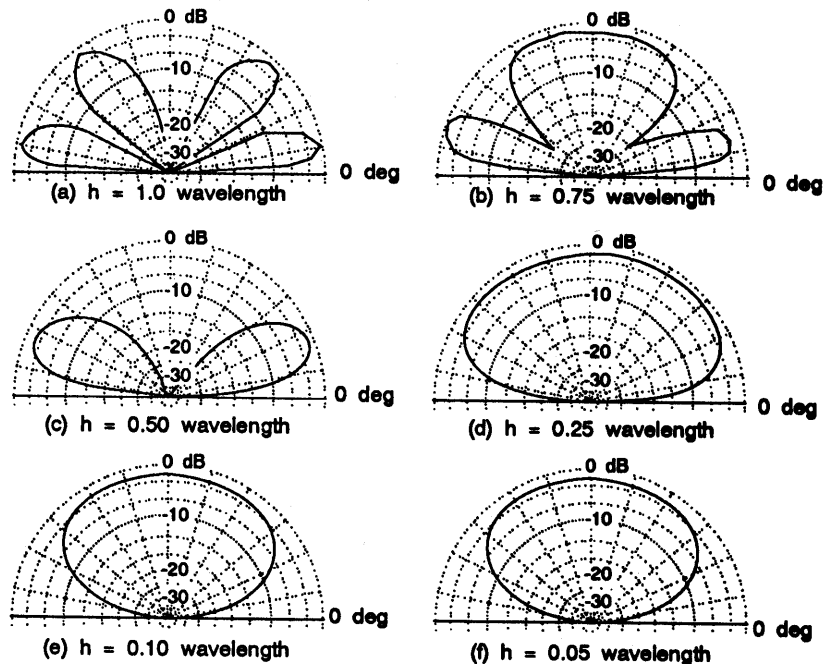 0 dB
-10
-20
-30
0 deg
(a) h = 1.0 wavelength
0 dB
10
20
30
0 deg
(b) h = 0.75 wavelength
0 dB
-10
-20
-30
0 deg
(c) h = 0.50 wavelength
0 dB
-10
-20
-30
0 deg
(d) h = 0.25 wavelength
0 dB
-10
-20
-30
0 deg
(e) h = 0.10 wavelength
0 dB
-10
-20
-30
0 deg
(f) h = 0.05 wavelength